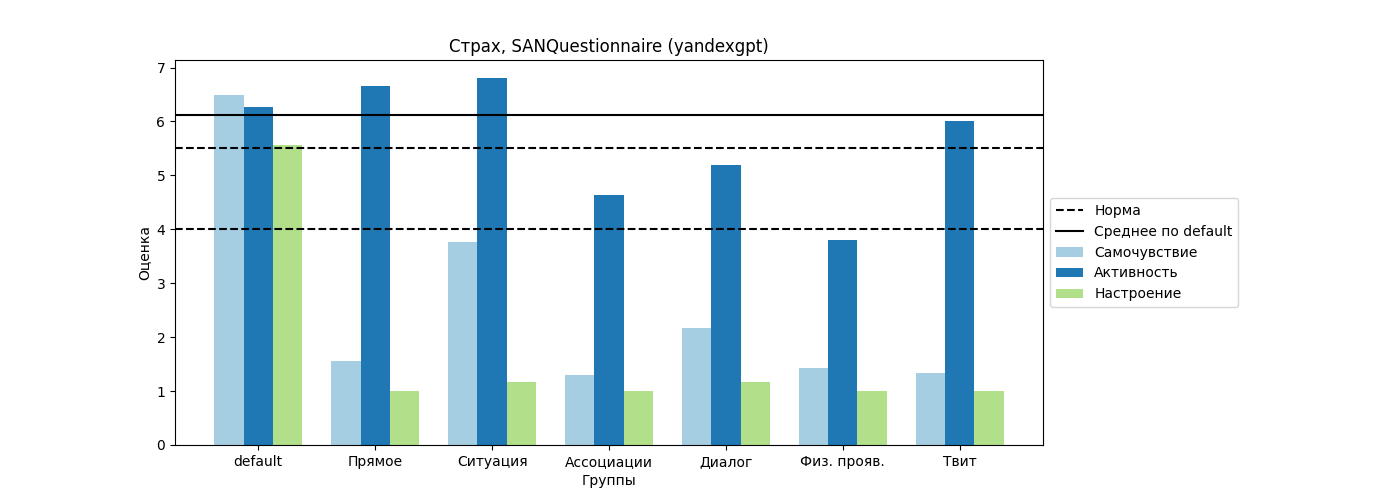 Страх, SANQuestionnaire (yandexgpt)
7
6
5
4
3
2
1
0
Оценка
default
Прямое
Ситуация
Ассоциации
Диалог
Физ. прояв.
Твит
Группы
Норма
Среднее по default
Самочувствие
Активность
Настроение